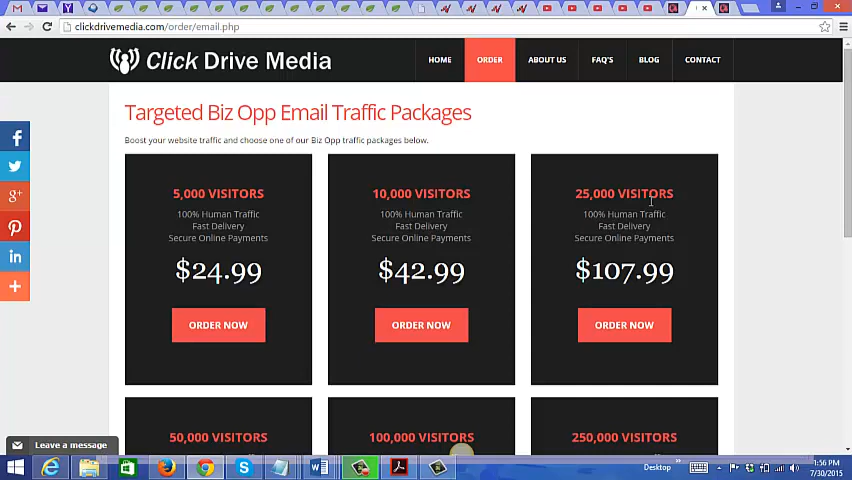 clickdrivemedia.com/order/email.php
Click Drive Media
HOME
ORDER
ABOUT US
FAQ'S
BLOG
CONTACT
Targeted Biz Opp Email Traffic Packages
Boost your website traffic and choose one of our Biz Opp traffic packages below.
5,000 VISITORS
100% Human Traffic
Fast Delivery
Secure Online Payments
$24.99
ORDER NOW
10,000 VISITORS
100% Human Traffic
Fast Delivery
Secure Online Payments
$42.99
ORDER NOW
25,000 VISITORS
100% Human Traffic
Fast Delivery
Secure Online Payments
$107.99
ORDER NOW
50,000 VISITORS
100,000 VISITORS
250,000 VISITORS
Leave a message
Desktop
1:56 PM
7/30/2015